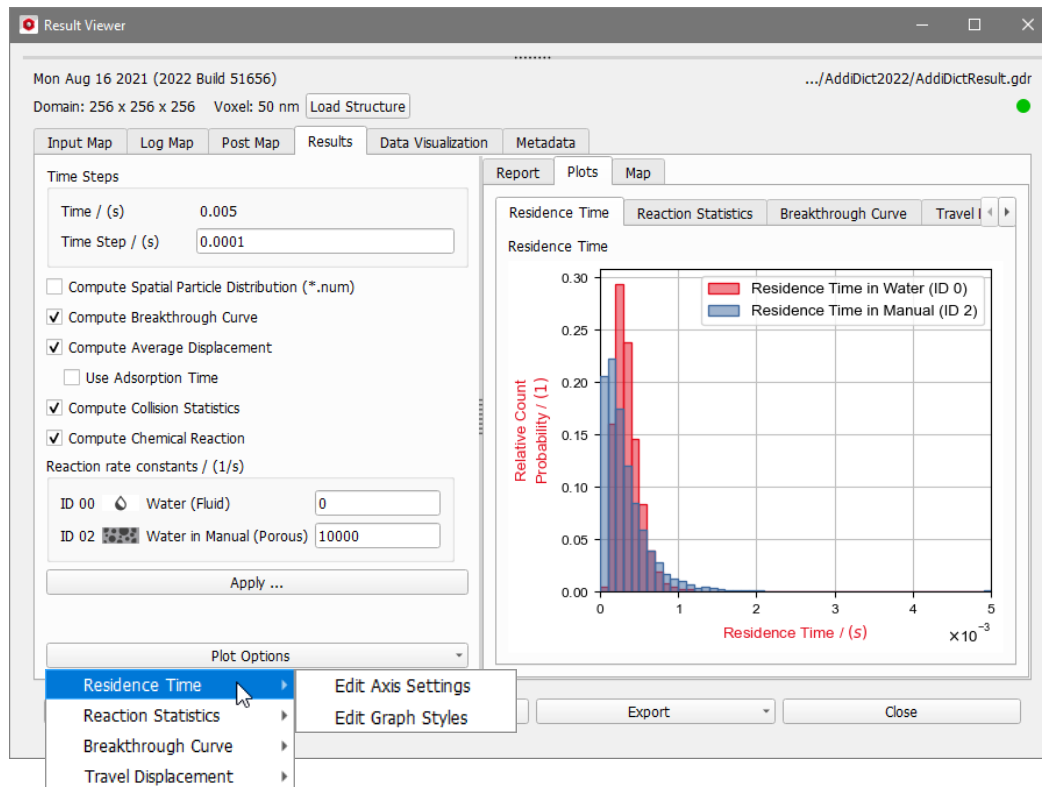 Result Viewer
Mon Aug 16 2021 (2022 Build 51656)
.../AddiDict2022/AddiDictResult.gdr
Domain: 256 x 256 x 256 Voxel: 50 nm Load Structure
Input Map Log Map Post Map Results Data Visualization Metadata
Time Steps
Time / (s) 0.005
Time Step / (s) 0.0001
Compute Spatial Particle Distribution (*.num)
Compute Breakthrough Curve
Compute Average Displacement
Use Adsorption Time
Compute Collision Statistics
Compute Chemical Reaction
Reaction rate constants / (1/s)
ID 00 Water (Fluid) 0
ID 02 Water in Manual (Porous) 10000
Apply ...
Plot Options
Residence Time
Reaction Statistics
Breakthrough Curve
Travel Displacement
Edit Axis Settings
Edit Graph Styles
Report Plots Map
Residence Time Reaction Statistics Breakthrough Curve Travel
Residence Time
Residence Time in Water (ID 0)
Residence Time in Manual (ID 2)
Relative Count
Probability / (1)
0.30
0.25
0.20
0.15
0.10
0.05
0.00
0 1 2 3 4 5
Residence Time / (s)
×10⁻³
Export Close